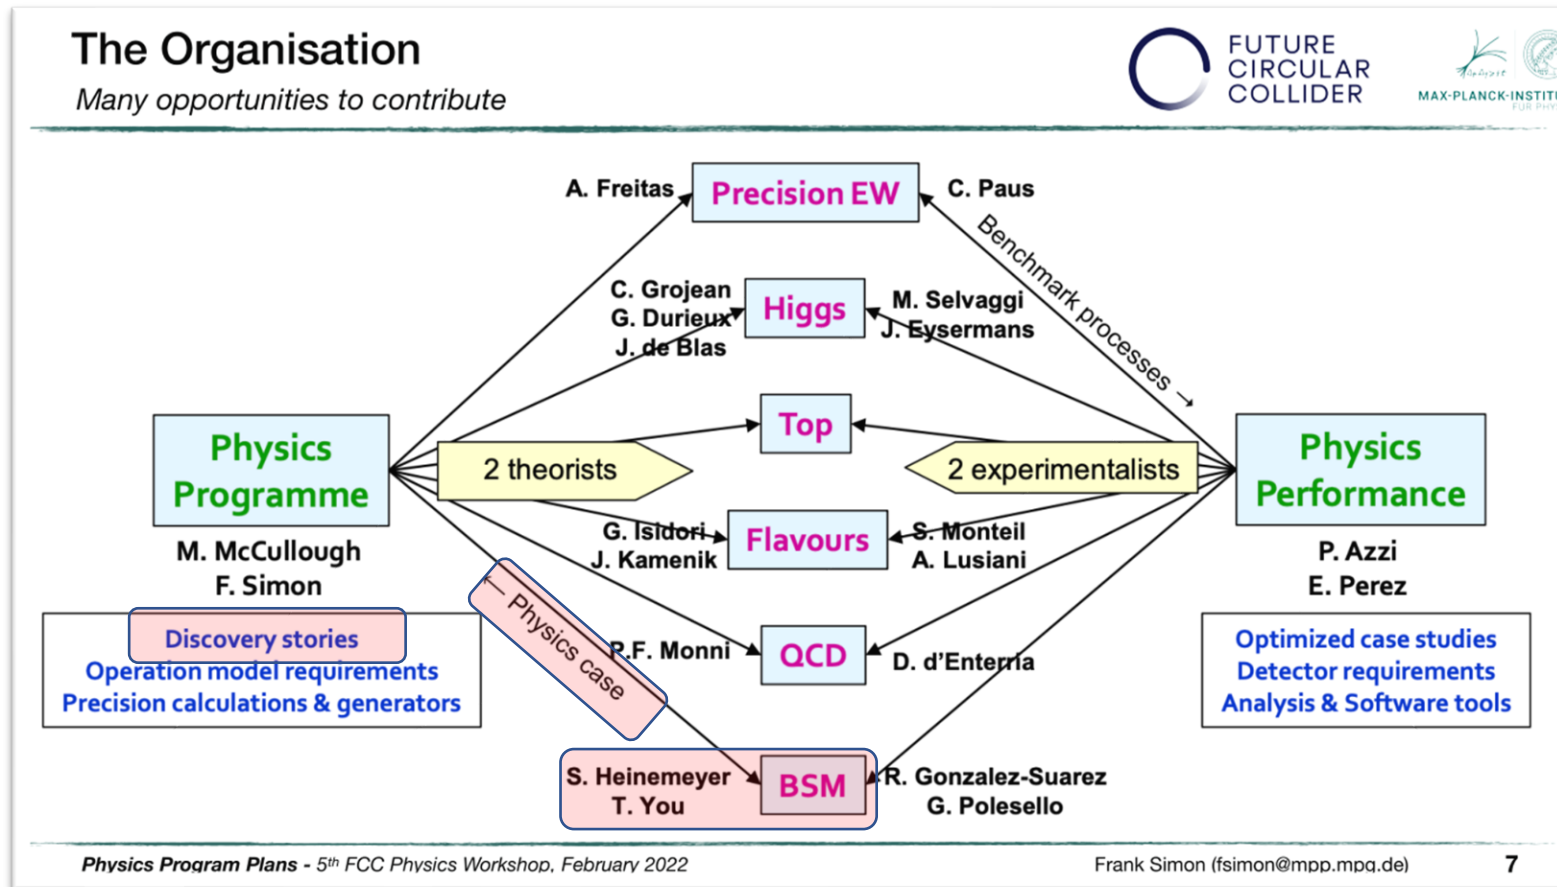 The Organisation
Many opportunities to contribute
FUTURE
CIRCULAR
COLLIDER
MAX-PLANCK-INSTITU
FUR PHY
A. Freitas
Precision EW
C. Paus
Benchmark processes →
C. Grojean
G. Durieux
J. de Blas
Higgs
M. Selvaggi
J. Eysermans
Top
Physics
Programme
2 theorists
2 experimentalists
Physics
Performance
M. McCullough
F. Simon
G. Isidori
J. Kamenik
Flavours
S. Monteil
A. Lusiani
P. Azzi
E. Perez
Discovery stories
Operation model requirements
Precision calculations & generators
← Physics case
P.F. Monni
QCD
D. d'Enterria
Optimized case studies
Detector requirements
Analysis & Software tools
S. Heinemeyer
T. You
BSM
R. Gonzalez-Suarez
G. Polesello
Physics Program Plans - 5th FCC Physics Workshop, February 2022
Frank Simon (fsimon@mpp.mpg.de)
7